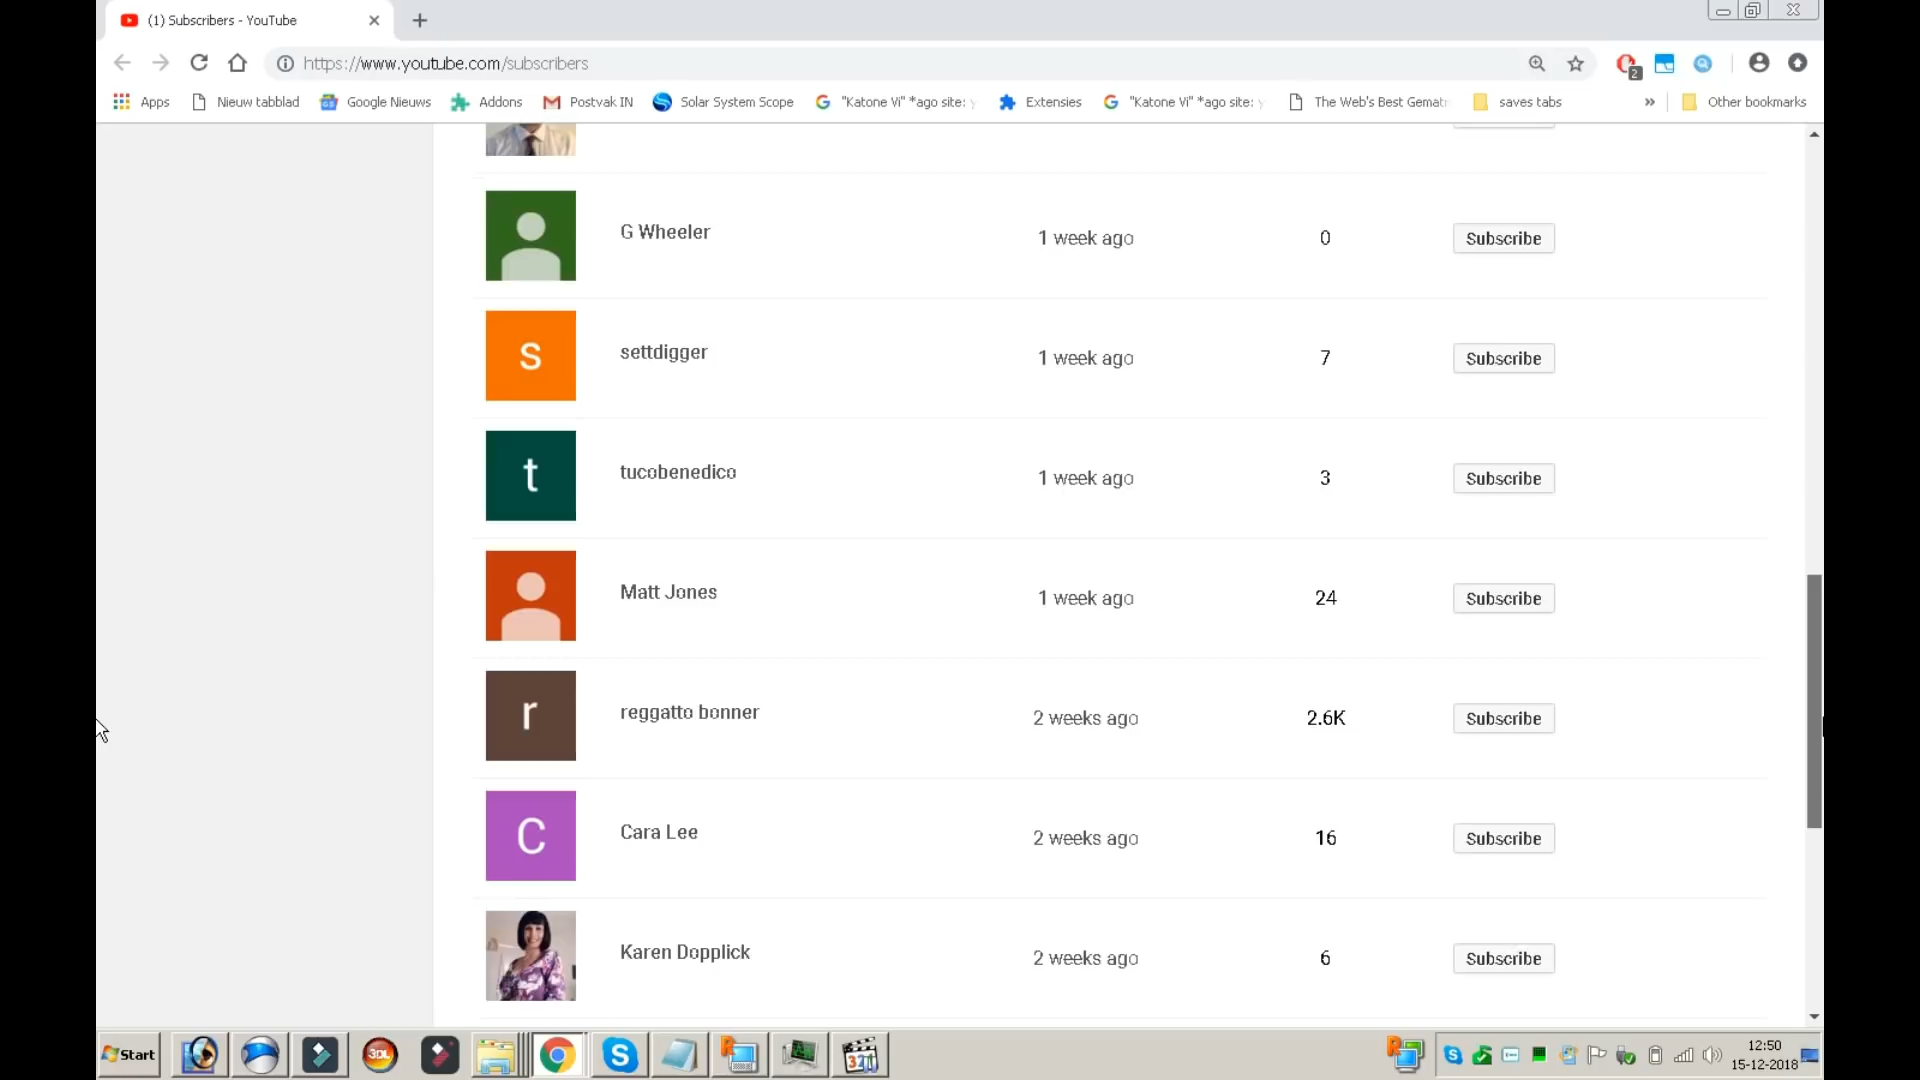 (1) Subscribers - YouTube
https://www.youtube.com/subscribers
2
Apps Nieuw tabblad Google Nieuws Addons Postvak IN Solar System Scope "Katone Vi" *ago site: Extensies "Katone Vi" *ago site: The Web's Best Gematr saves tabs » Other bookmarks
G Wheeler 1 week ago 0 Subscribe
s settdigger 1 week ago 7 Subscribe
t tucobenedico 1 week ago 3 Subscribe
Matt Jones 1 week ago 24 Subscribe
r reggatto bonner 2 weeks ago 2.6K Subscribe
C Cara Lee 2 weeks ago 16 Subscribe
Karen Dopplick 2 weeks ago 6 Subscribe
Start 3DL S 321 12:50
15-12-2018